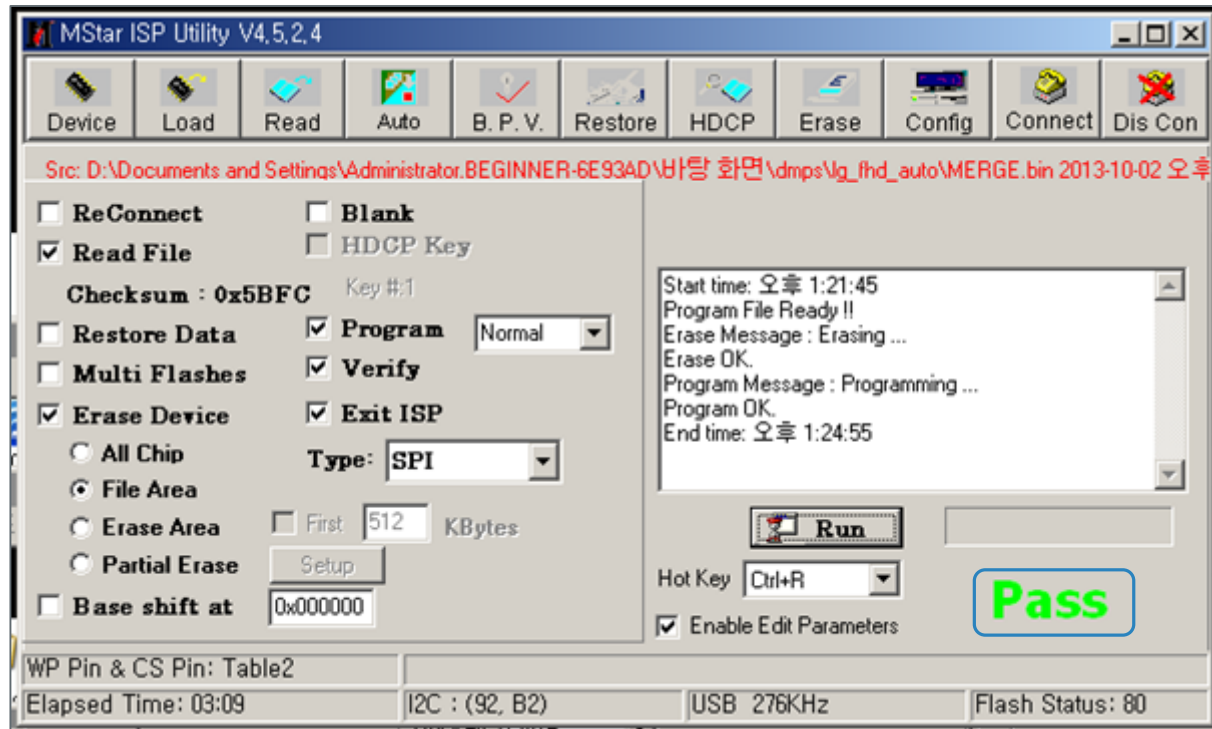 MStar ISP Utility V4,5,2,4
Device Load Read Auto B. P. V. Restore HDCP Erase Config Connect Dis Con
Src: D:\Documents and Settings\Administrator.BEGINNER-6E93AD\바탕 화면\dmps\lg_fhd_auto\MERGE.bin 2013-10-02 오후
ReConnect
Blank
Read File
HDCP Key
Checksum : 0x5BFC
Key #:1
Restore Data
Program
Normal
Multi Flashes
Verify
Erase Device
Exit ISP
All Chip
Type: SPI
File Area
Erase Area
First 512 KBytes
Partial Erase
Setup
Base shift at 0x000000
Start time: 오후 1:21:45
Program File Ready !!
Erase Message : Erasing ...
Erase OK.
Program Message : Programming ...
Program OK.
End time: 오후 1:24:55
Run
Hot Key Ctrl+R
Enable Edit Parameters
Pass
WP Pin & CS Pin: Table2
Elapsed Time: 03:09 I2C : (92, B2) USB 276KHz Flash Status: 80